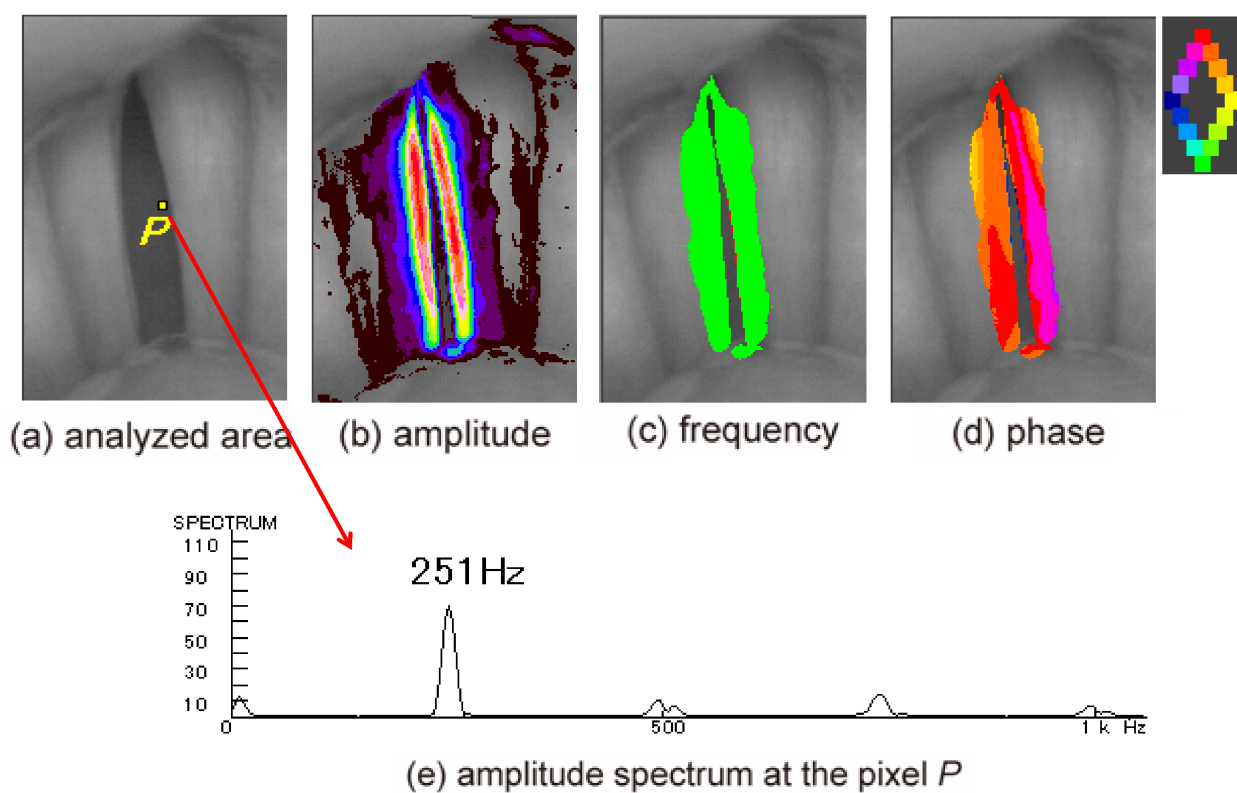 P
(a) analyzed area
(b) amplitude
(c) frequency
(d) phase
SPECTRUM
110
90
70
50
30
10
251Hz
0
500
1 k Hz
(e) amplitude spectrum at the pixel P